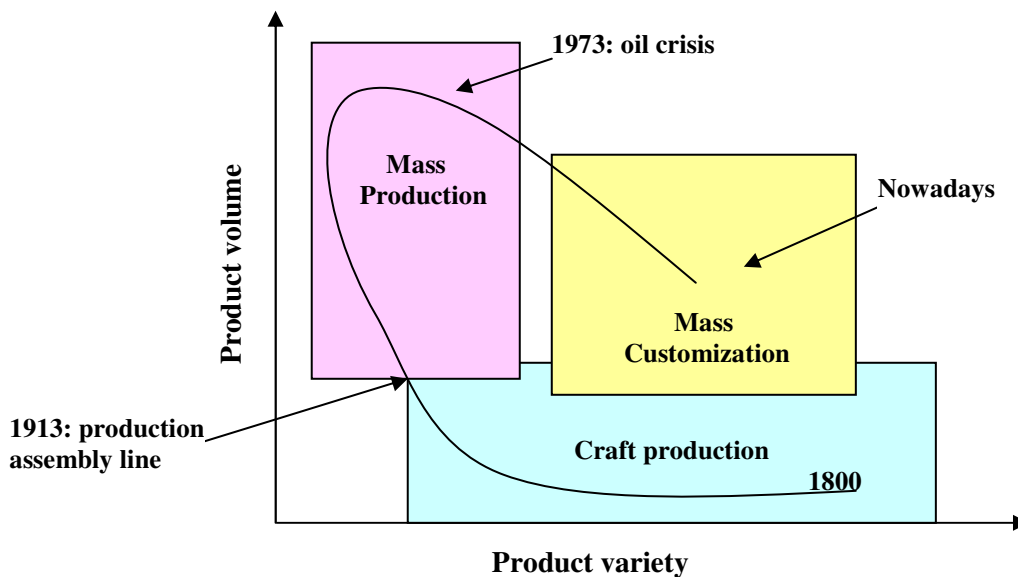 1973: oil crisis
Mass
Production
Nowadays
Product volume
Mass
Customization
1913: production
assembly line
Craft production
1800
Product variety